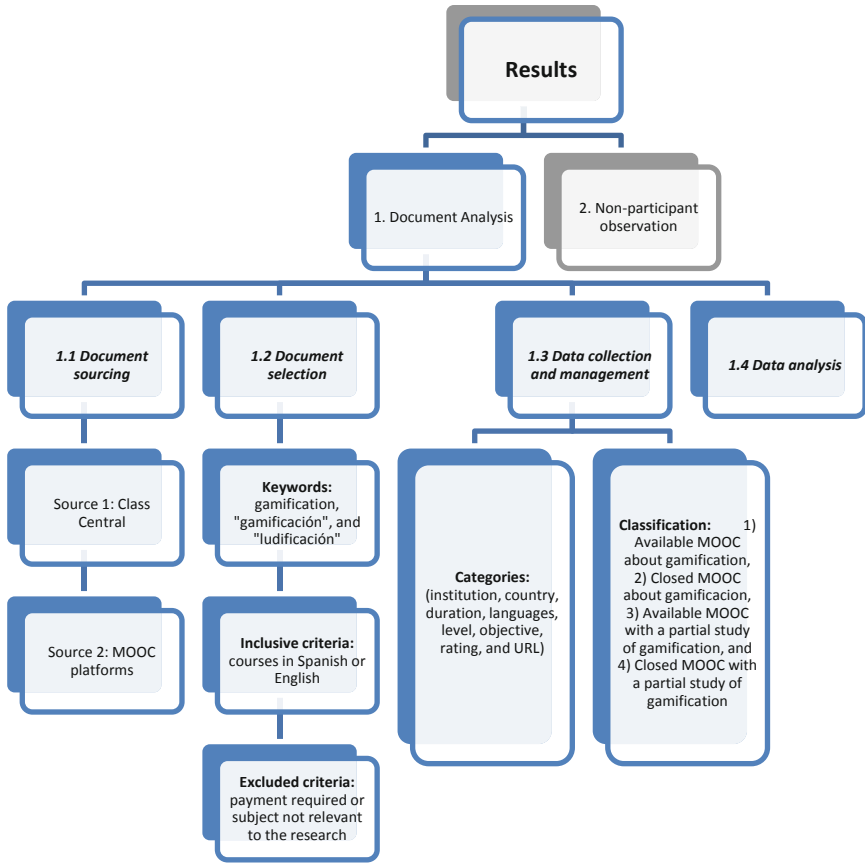 Results
1. Document Analysis
2. Non-participant
observation
1.1 Document
sourcing
1.2 Document
selection
1.3 Data collection
and management
1.4 Data analysis
Source 1: Class
Central
Source 2: MOOC
platforms
Keywords:
gamification,
"gamificación", and
"ludificación"
Inclusive criteria:
courses in Spanish or
English
Excluded criteria:
payment required or
subject not relevant
to the research
Categories:
(institution, country,
duration, languages,
level, objective,
rating, and URL)
Classification: 1)
Available MOOC
about gamification,
2) Closed MOOC
about gamificacion,
3) Available MOOC
with a partial study
of gamification, and
4) Closed MOOC with
a partial study of
gamification